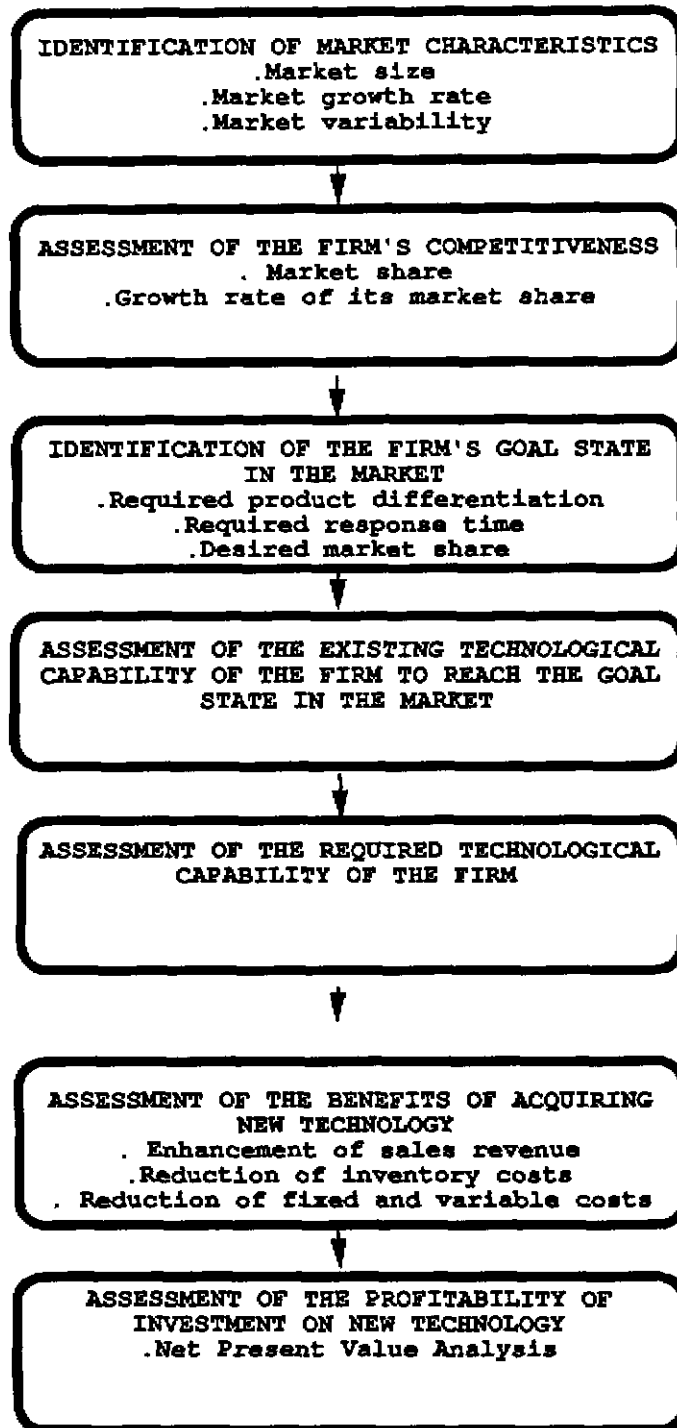 IDENTIFICATION OF MARKET CHARACTERISTICS
.Market size
.Market growth rate
.Market variability
ASSESSMENT OF THE FIRM'S COMPETITIVENESS
. Market share
.Growth rate of its market share
IDENTIFICATION OF THE FIRM'S GOAL STATE
IN THE MARKET
.Required product differentiation
.Required response time
.Desired market share
ASSESSMENT OF THE EXISTING TECHNOLOGICAL
CAPABILITY OF THE FIRM TO REACH THE GOAL
STATE IN THE MARKET
ASSESSMENT OF THE REQUIRED TECHNOLOGICAL
CAPABILITY OF THE FIRM
ASSESSMENT OF THE BENEFITS OF ACQUIRING
NEW TECHNOLOGY
. Enhancement of sales revenue
.Reduction of inventory costs
. Reduction of fixed and variable costs
ASSESSMENT OF THE PROFITABILITY OF
INVESTMENT ON NEW TECHNOLOGY
.Net Present Value Analysis